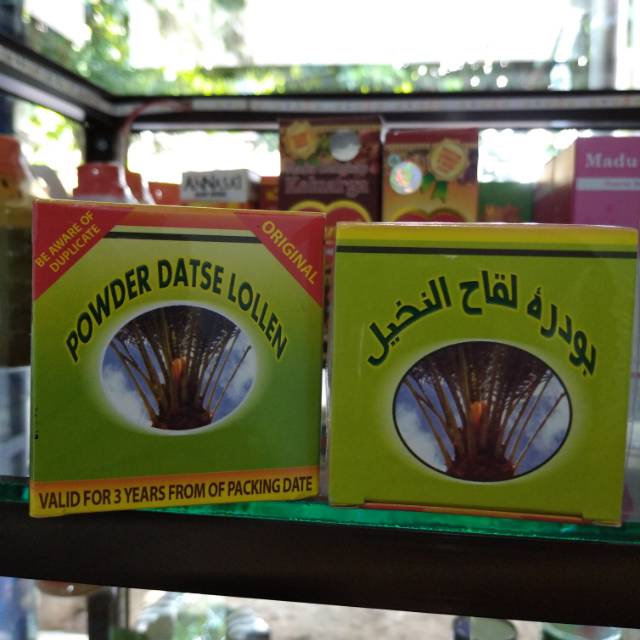 BE AWARE OF
DUPLICATE
ORIGINAL
POWDER DATSE LOLLEN
VALID FOR 3 YEARS FROM OF PACKING DATE
بودرة لقاح النخيل
Madu